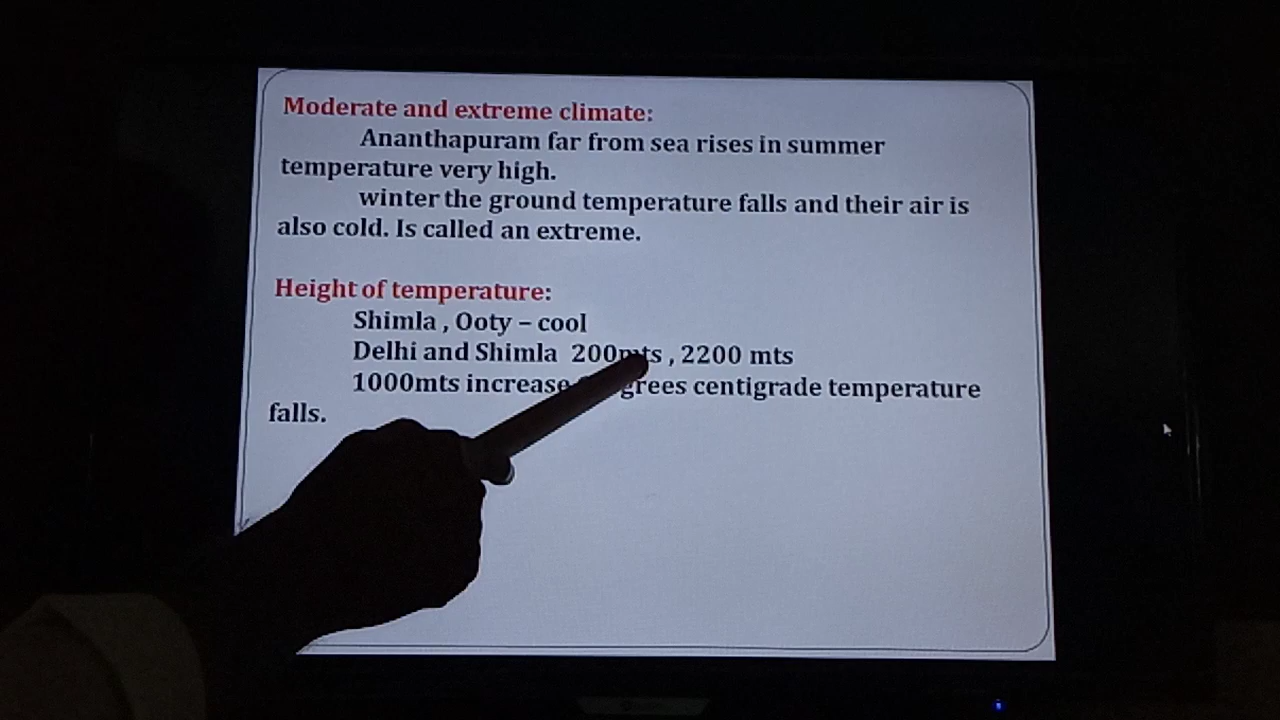 Moderate and extreme climate:
Ananthapuram far from sea rises in summer
temperature very high.
winter the ground temperature falls and their air is
also cold. Is called an extreme.
Height of temperature:
Shimla , Ooty – cool
Delhi and Shimla 200mts , 2200 mts
1000mts increase centigrade temperature
falls.